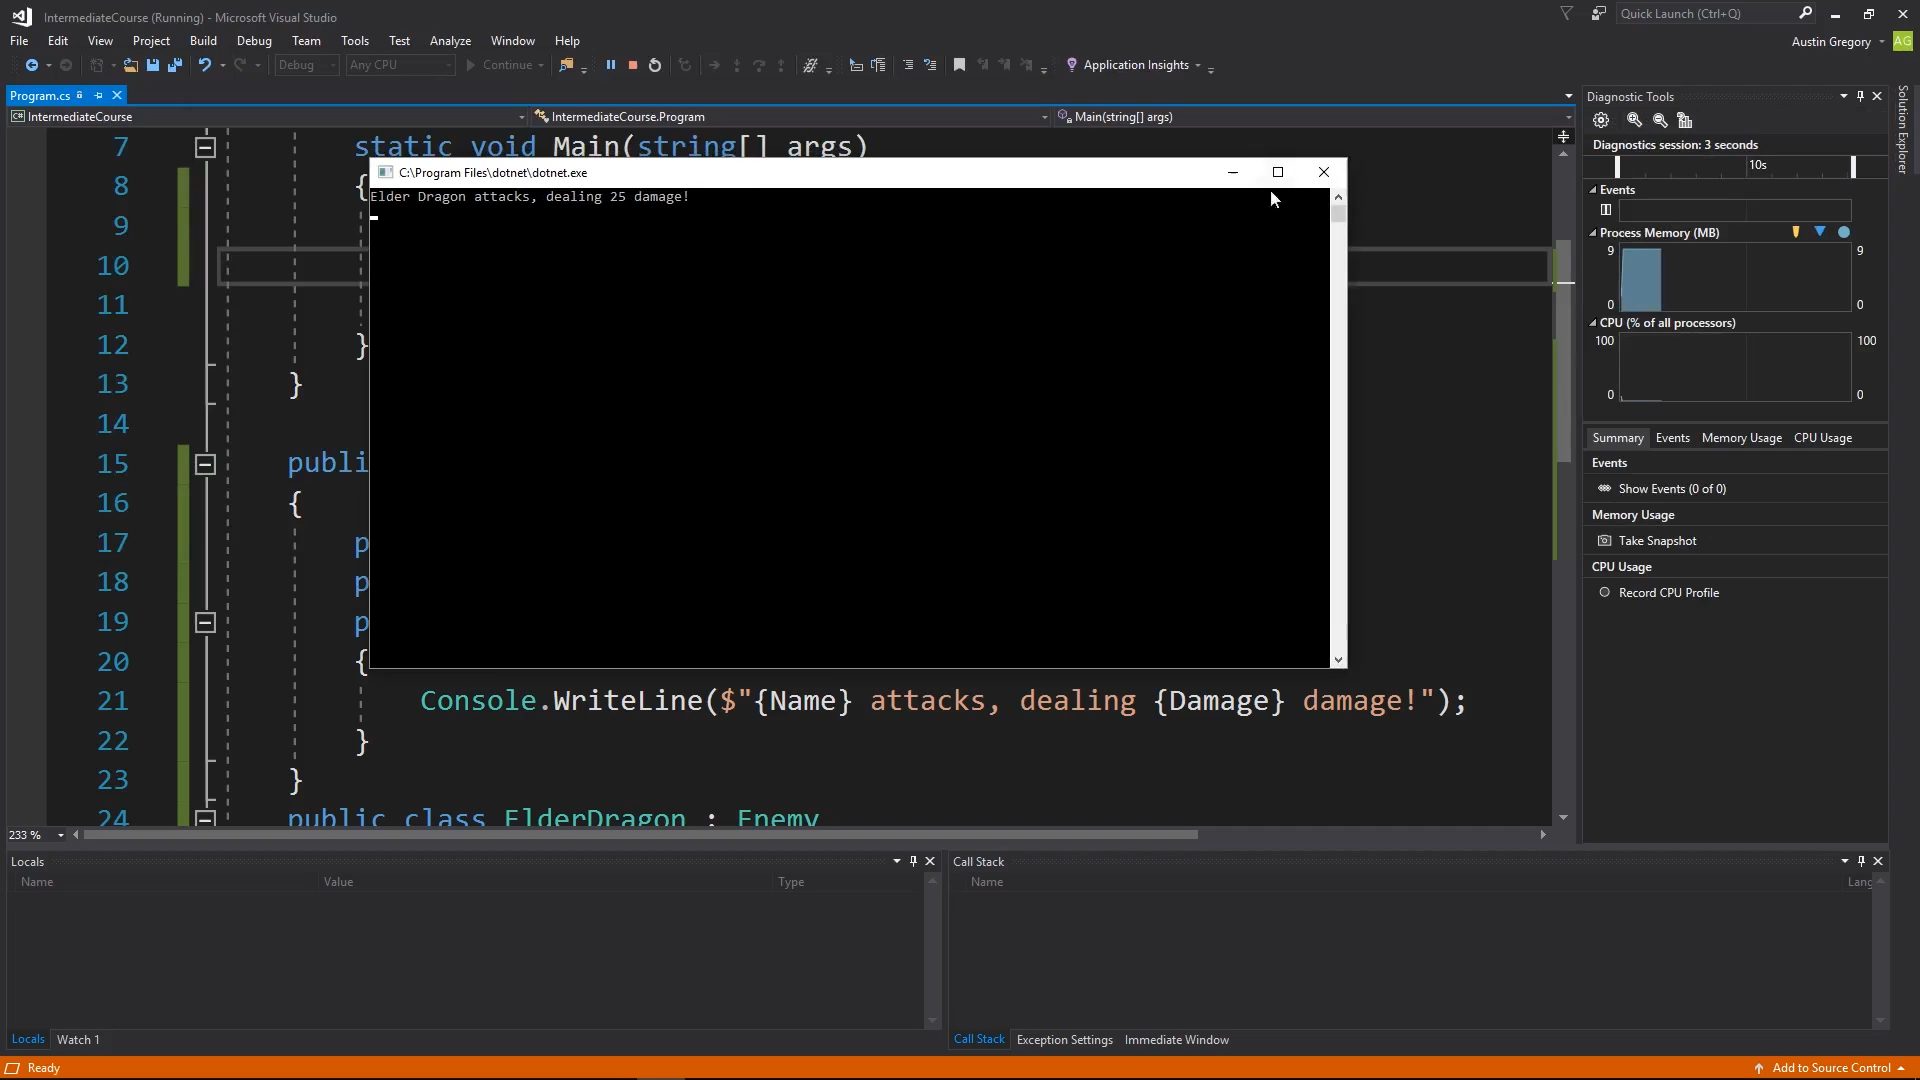 IntermediateCourse (Running) - Microsoft Visual Studio
Quick Launch (Ctrl+Q)
File Edit View Project Build Debug Team Tools Test Analyze Window Help
Austin Gregory AG
Debug Any CPU Continue Application Insights
Program.cs
IntermediateCourse IntermediateCourse.Program Main(string[] args)
7 static void Main(string[] args)
8 {
9
10
11
12 }
13 }
14
15 publi
16 {
17 p
18 p
19 p
20 {
21 Console.WriteLine($"{Name} attacks, dealing {Damage} damage!");
22 }
23 }
24 public class ElderDragon : Enemy
233 %
C:\Program Files\dotnet\dotnet.exe
Elder Dragon attacks, dealing 25 damage!
Diagnostic Tools
Diagnostics session: 3 seconds
10s
Events
Process Memory (MB)
9 9
0 0
CPU (% of all processors)
100 100
0 0
Summary Events Memory Usage CPU Usage
Events
Show Events (0 of 0)
Memory Usage
Take Snapshot
CPU Usage
Record CPU Profile
Solution Explorer
Locals
Name Value Type
Locals Watch 1
Call Stack
Name Lang
Call Stack Exception Settings Immediate Window
Ready
Add to Source Control